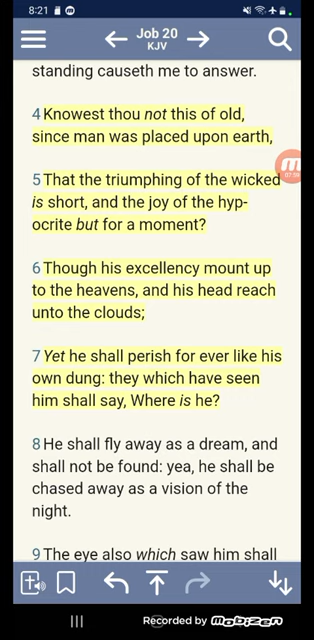 8:21
Job 20
KJV
standing causeth me to answer.
4 Knowest thou not this of old,
since man was placed upon earth,
5 That the triumphing of the wicked
is short, and the joy of the hyp-
ocrite but for a moment?
6 Though his excellency mount up
to the heavens, and his head reach
unto the clouds;
7 Yet he shall perish for ever like his
own dung: they which have seen
him shall say, Where is he?
8 He shall fly away as a dream, and
shall not be found: yea, he shall be
chased away as a vision of the
night.
9 The eye also which saw him shall
Recorded by mobizen